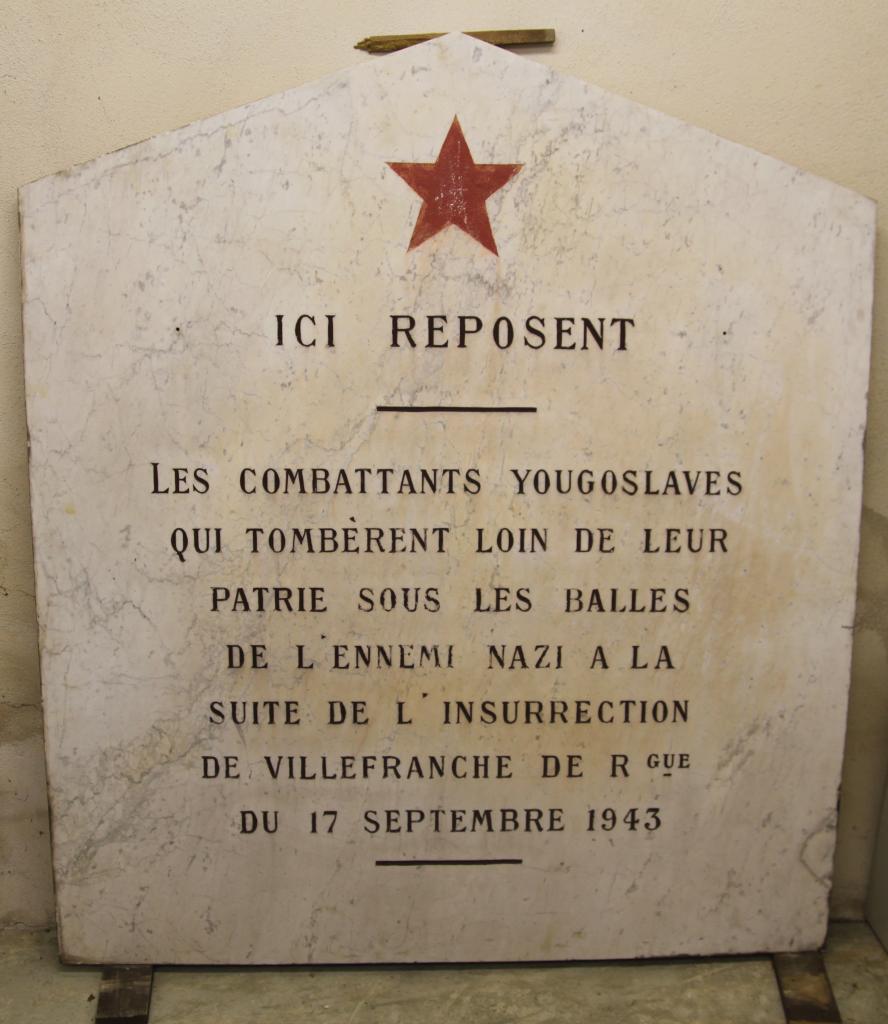 ICI REPOSENT
LES COMBATTANTS YOUGOSLAVES
QUI TOMBÈRENT LOIN DE LEUR
PATRIE SOUS LES BALLES
DE L'ENNEMI NAZI A LA
SUITE DE L'INSURRECTION
DE VILLEFRANCHE DE R GUE
DU 17 SEPTEMBRE 1943